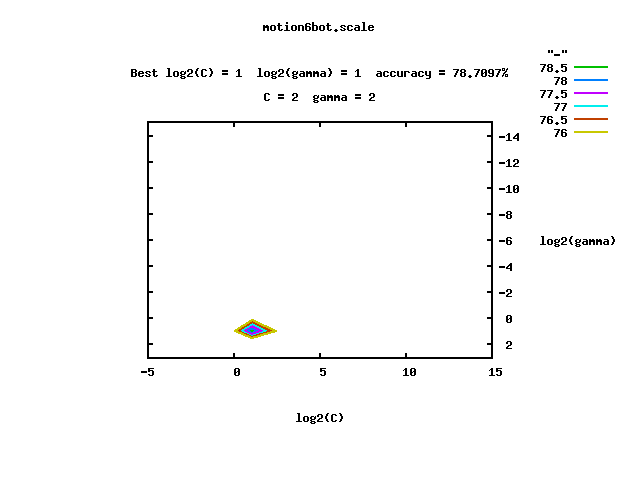 motion6bot.scale
"_"
Best log2(C) = 1  log2(gamma) = 1  accuracy = 78.7097%
C = 2  gamma = 2
78.5
78
77.5
77
76.5
76
-14
-12
-10
-8
-6
-4
-2
0
2
log2(gamma)
-5 0 5 10 15
log2(C)